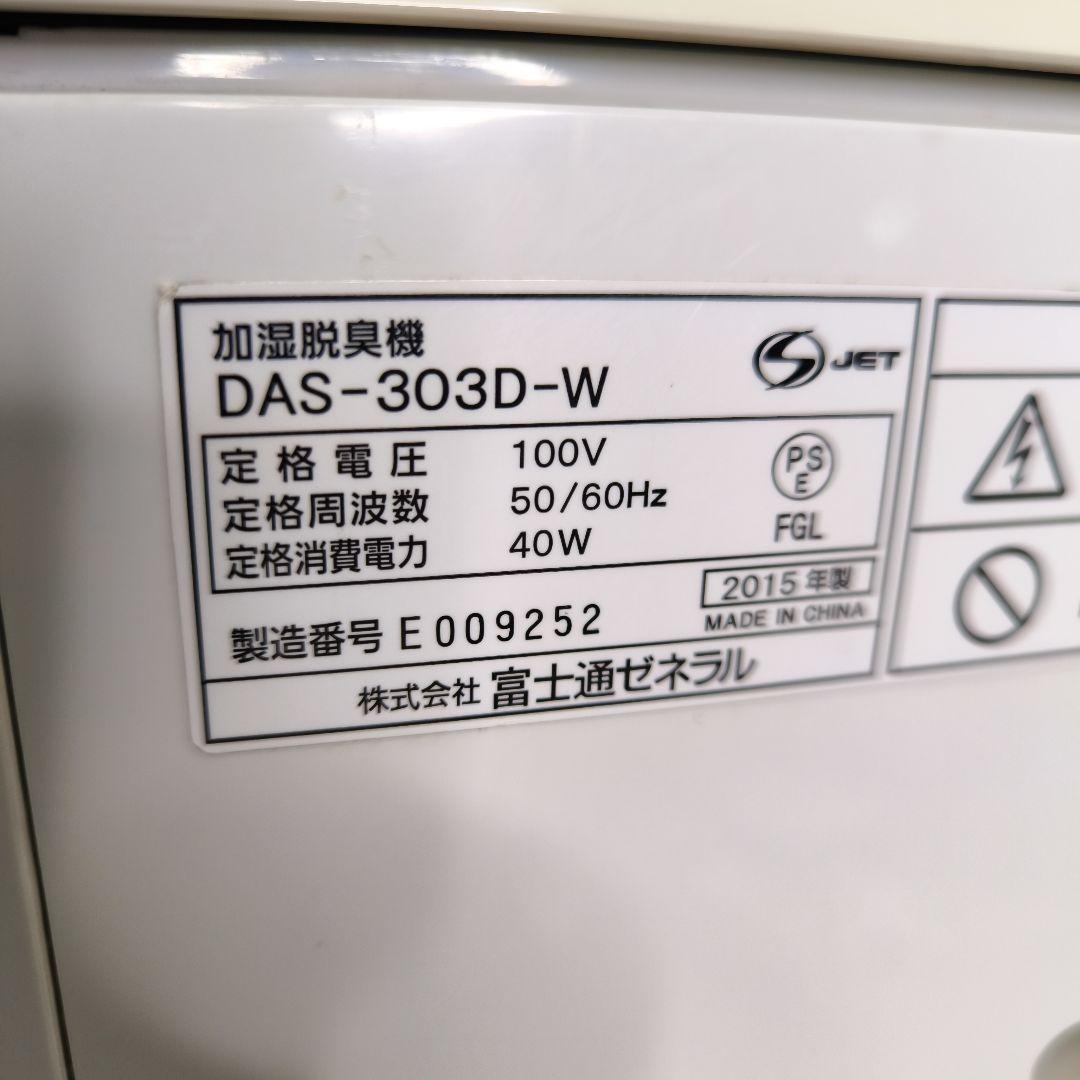 加湿脱臭機
DAS-303D-W
S JET
定格電圧 100V
定格周波数 50/60Hz
定格消費電力 40W
PS
E
FGL
製造番号 E009252
2015年製
MADE IN CHINA
株式会社 富士通ゼネラル